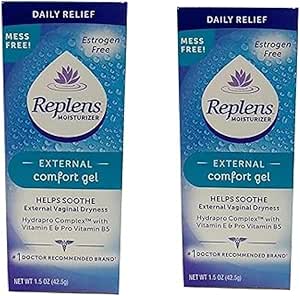 DAILY RELIEF
MESS FREE!
Estrogen Free
Replens
MOISTURIZER
EXTERNAL
comfort gel
HELPS SOOTHE
External Vaginal Dryness
Hydrapro Complex™ with
Vitamin E & Pro Vitamin B5
#1 DOCTOR RECOMMENDED BRAND*
NET WT 1.5 OZ (42.5g)
DAILY RELIEF
MESS FREE!
Estrogen Free
Replens
MOISTURIZER
EXTERNAL
comfort gel
HELPS SOOTHE
External Vaginal Dryness
Hydrapro Complex™ with
Vitamin E & Pro Vitamin B5
#1 DOCTOR RECOMMENDED BRAND*
NET WT 1.5 OZ (42.5g)